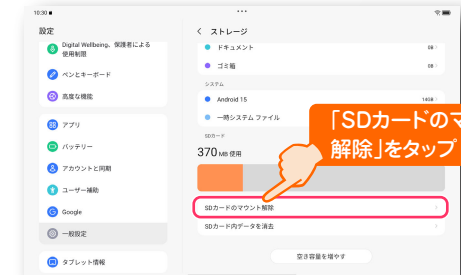 10:30
設定
Digital Wellbeing、保護者による
使用制限
ペンとキーボード
高度な機能
アプリ
バッテリー
アカウントと同期
ユーザー補助
Google
一般設定
タブレット情報
ストレージ
ドキュメント
0B
ゴミ箱
0B
システム
Android 15
14GB
一時システム ファイル
SDカード
370 MB 使用
SDカードのマウント解除
SDカード内データを消去
空き容量を増やす
「SDカードのマ
解除」をタップ